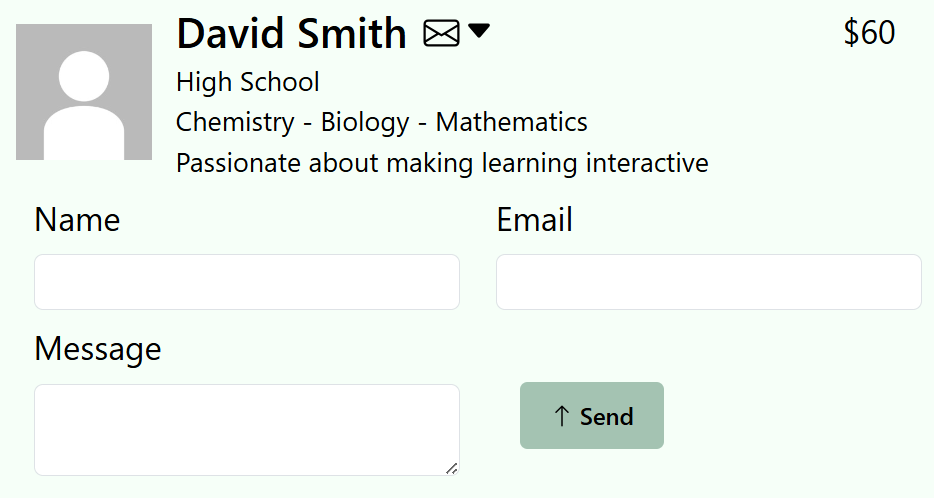 David Smith
$60
High School
Chemistry - Biology - Mathematics
Passionate about making learning interactive
Name
Email
Message
↑ Send